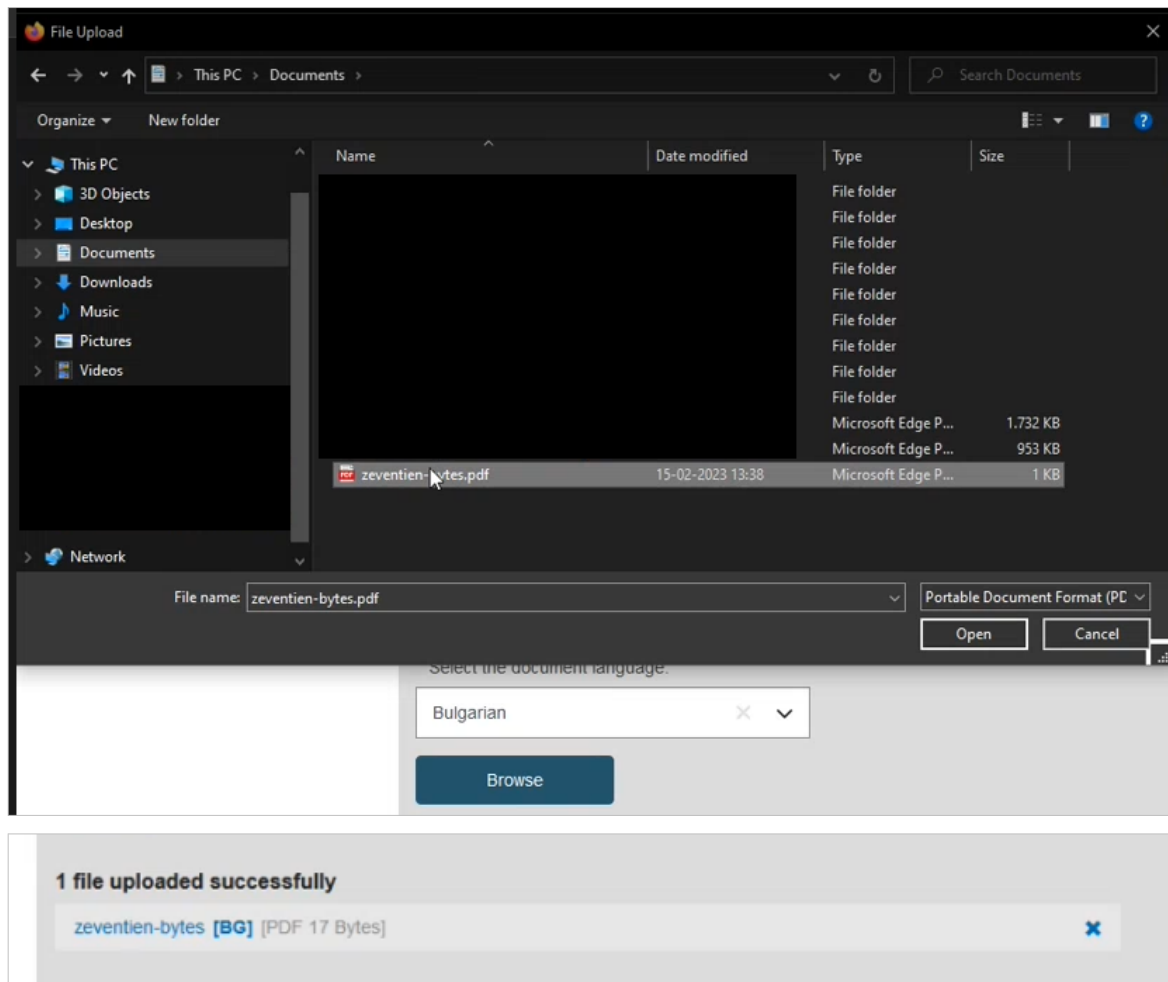 File Upload
This PC > Documents >
Search Documents
Organize
New folder
Name
Date modified
Type
Size
This PC
3D Objects
Desktop
Documents
Downloads
Music
Pictures
Videos
Network
File folder
File folder
File folder
File folder
File folder
File folder
File folder
File folder
File folder
Microsoft Edge P... 1.732 KB
Microsoft Edge P... 953 KB
zeventien-bytes.pdf 15-02-2023 13:38 Microsoft Edge P... 1 KB
File name: zeventien-bytes.pdf
Portable Document Format (PD
Open
Cancel
Select the document language:
Bulgarian
Browse
1 file uploaded successfully
zeventien-bytes [BG] [PDF 17 Bytes]